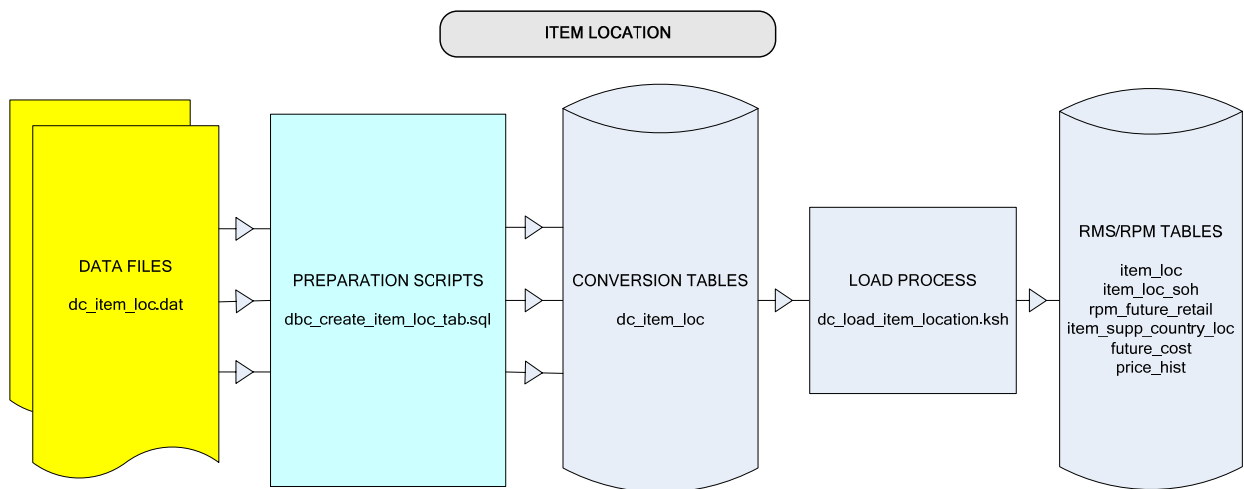 ITEM LOCATION
DATA FILES
dc_item_loc.dat
PREPARATION SCRIPTS
dbc_create_item_loc_tab.sql
CONVERSION TABLES
dc_item_loc
LOAD PROCESS
dc_load_item_location.ksh
RMS/RPM TABLES
item_loc
item_loc_soh
rpm_future_retail
item_supp_country_loc
future_cost
price_hist